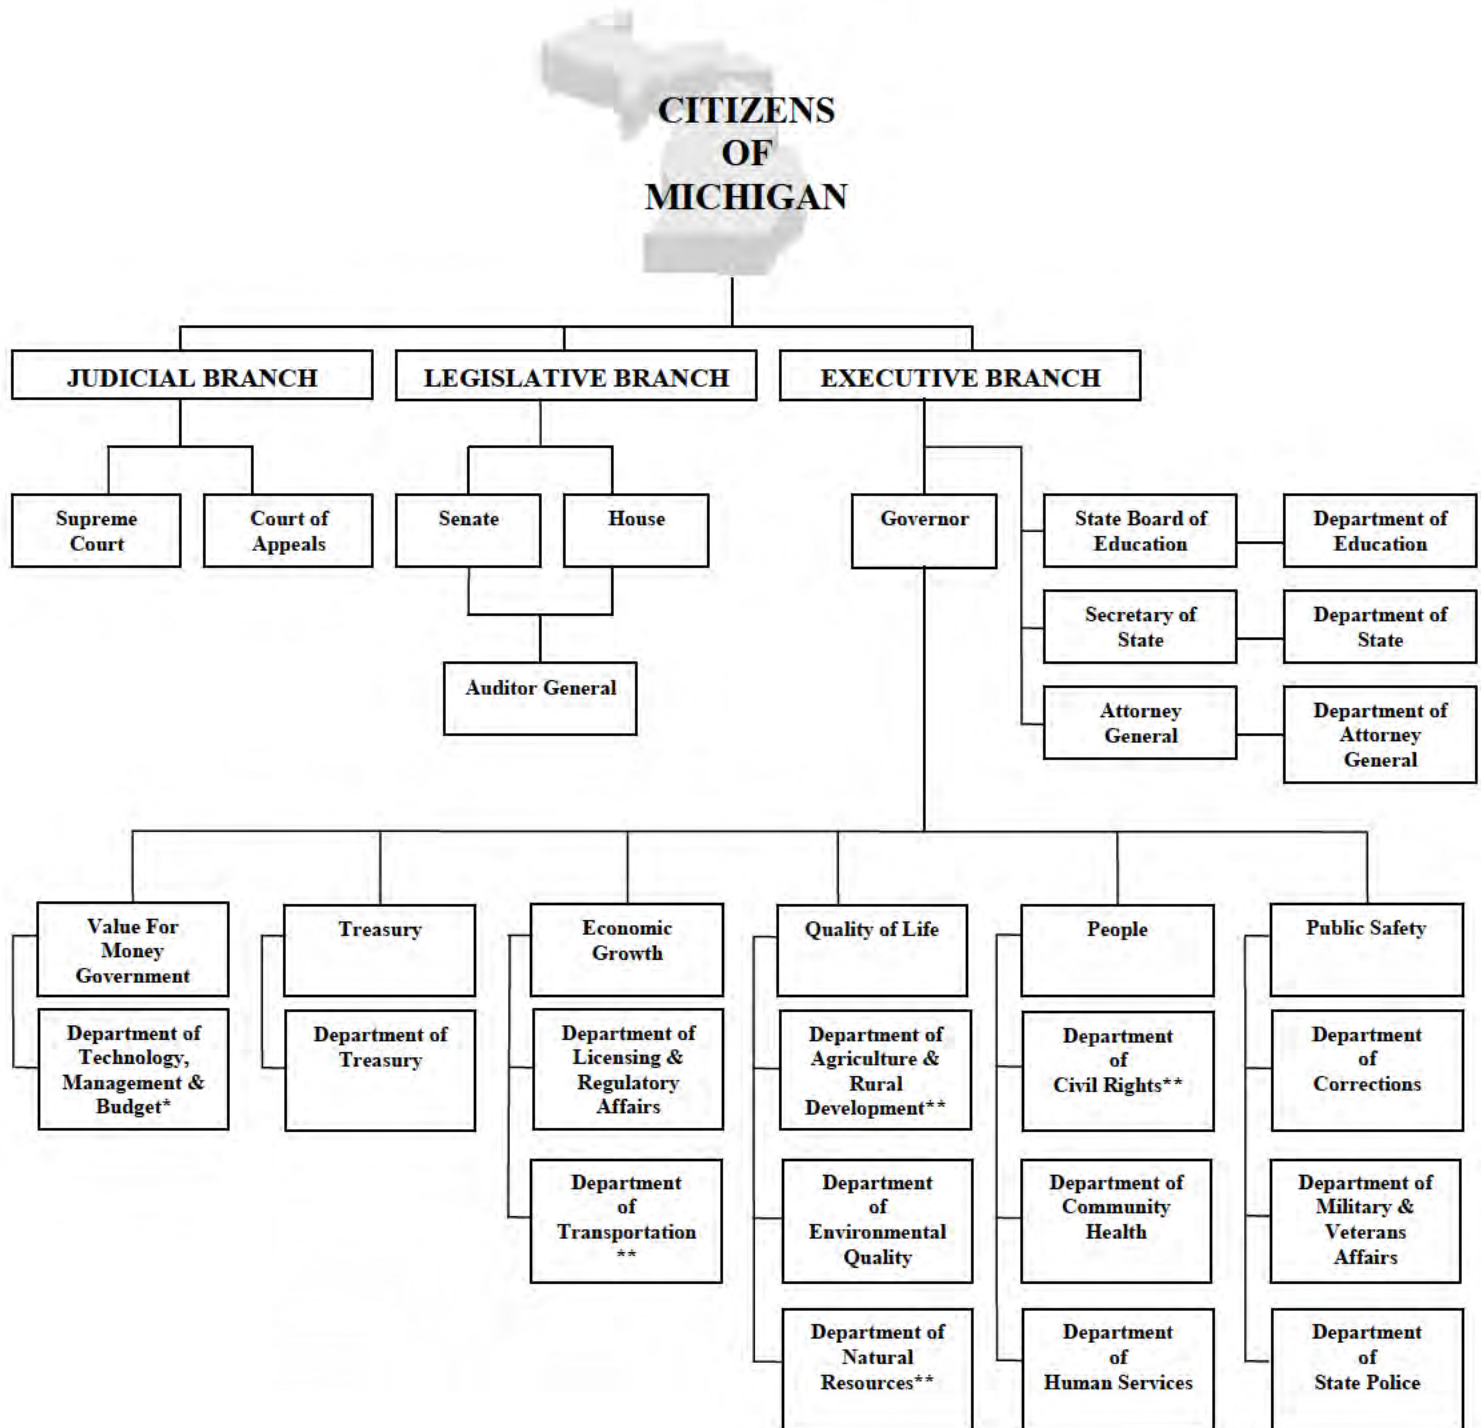 CITIZENS
OF
MICHIGAN
JUDICIAL BRANCH
LEGISLATIVE BRANCH
EXECUTIVE BRANCH
Supreme
Court
Court of
Appeals
Senate
House
Governor
State Board of
Education
Department of
Education
Secretary of
State
Department of
State
Auditor General
Attorney
General
Department of
Attorney
General
Value For
Money
Government
Treasury
Economic
Growth
Quality of Life
People
Public Safety
Department of
Technology,
Management &
Budget*
Department of
Treasury
Department of
Licensing &
Regulatory
Affairs
Department of
Agriculture &
Rural
Development**
Department
of
Civil Rights**
Department
of
Corrections
Department
of
Transportation
**
Department
of
Environmental
Quality
Department of
Community
Health
Department of
Military &
Veterans
Affairs
Department of
Natural
Resources**
Department
of
Human Services
Department
of
State Police